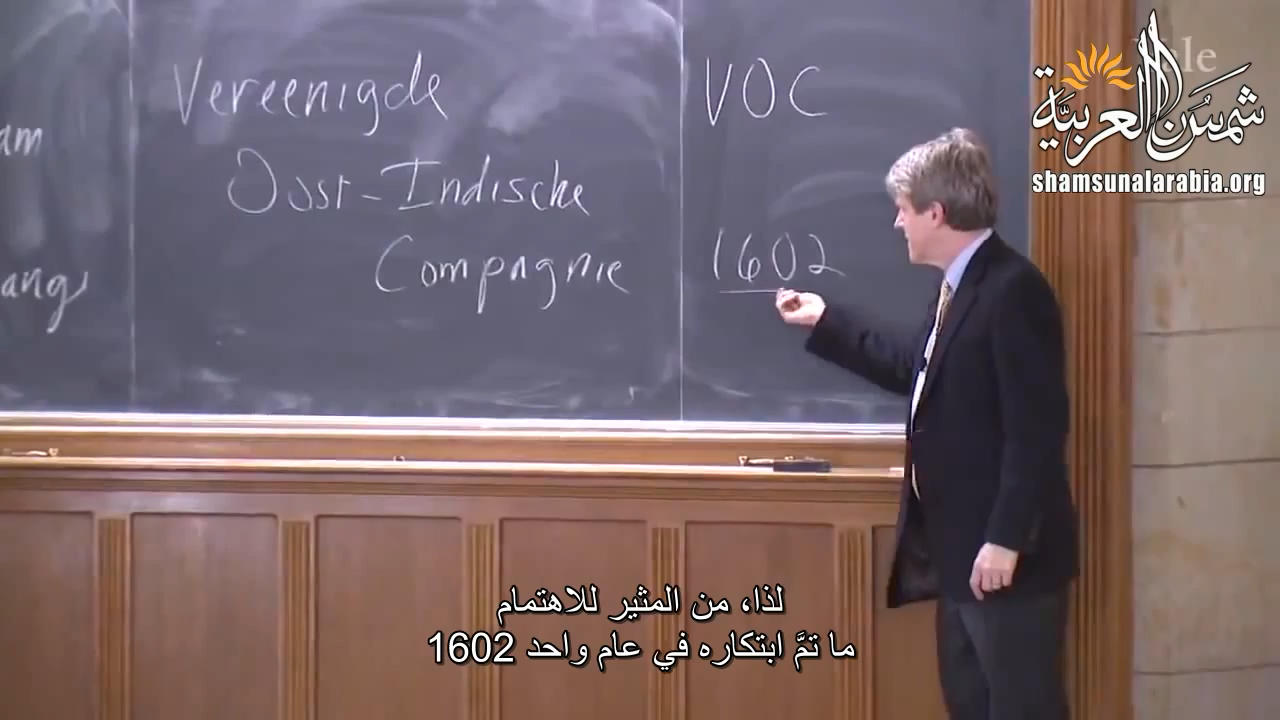 Vereenigde
Oost-Indische
Compagnie
VOC
1602
am
ang
Yale
شمس العربية
shamsunalarabia.org
لذا، من المثير للاهتمام
ما تمَّ ابتكاره في عام واحد 1602